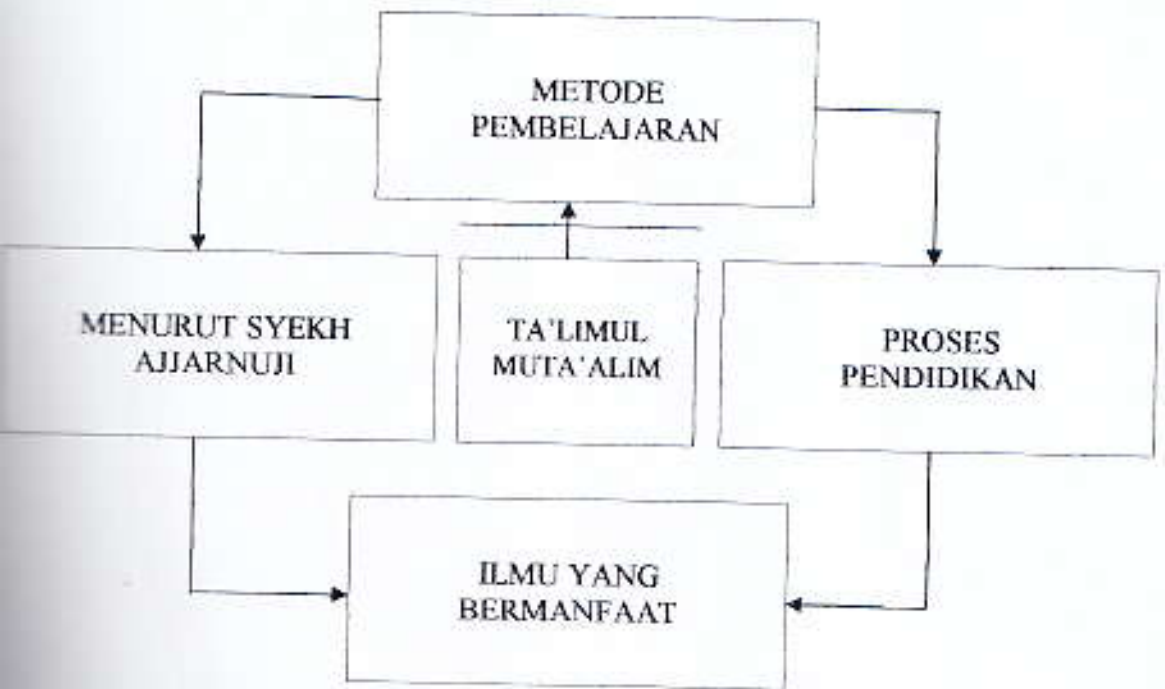 METODE
PEMBELAJARAN
MENURUT SYEKH
AJJARNUJI
TA'LIMUL
MUTA'ALIM
PROSES
PENDIDIKAN
ILMU YANG
BERMANFAAT